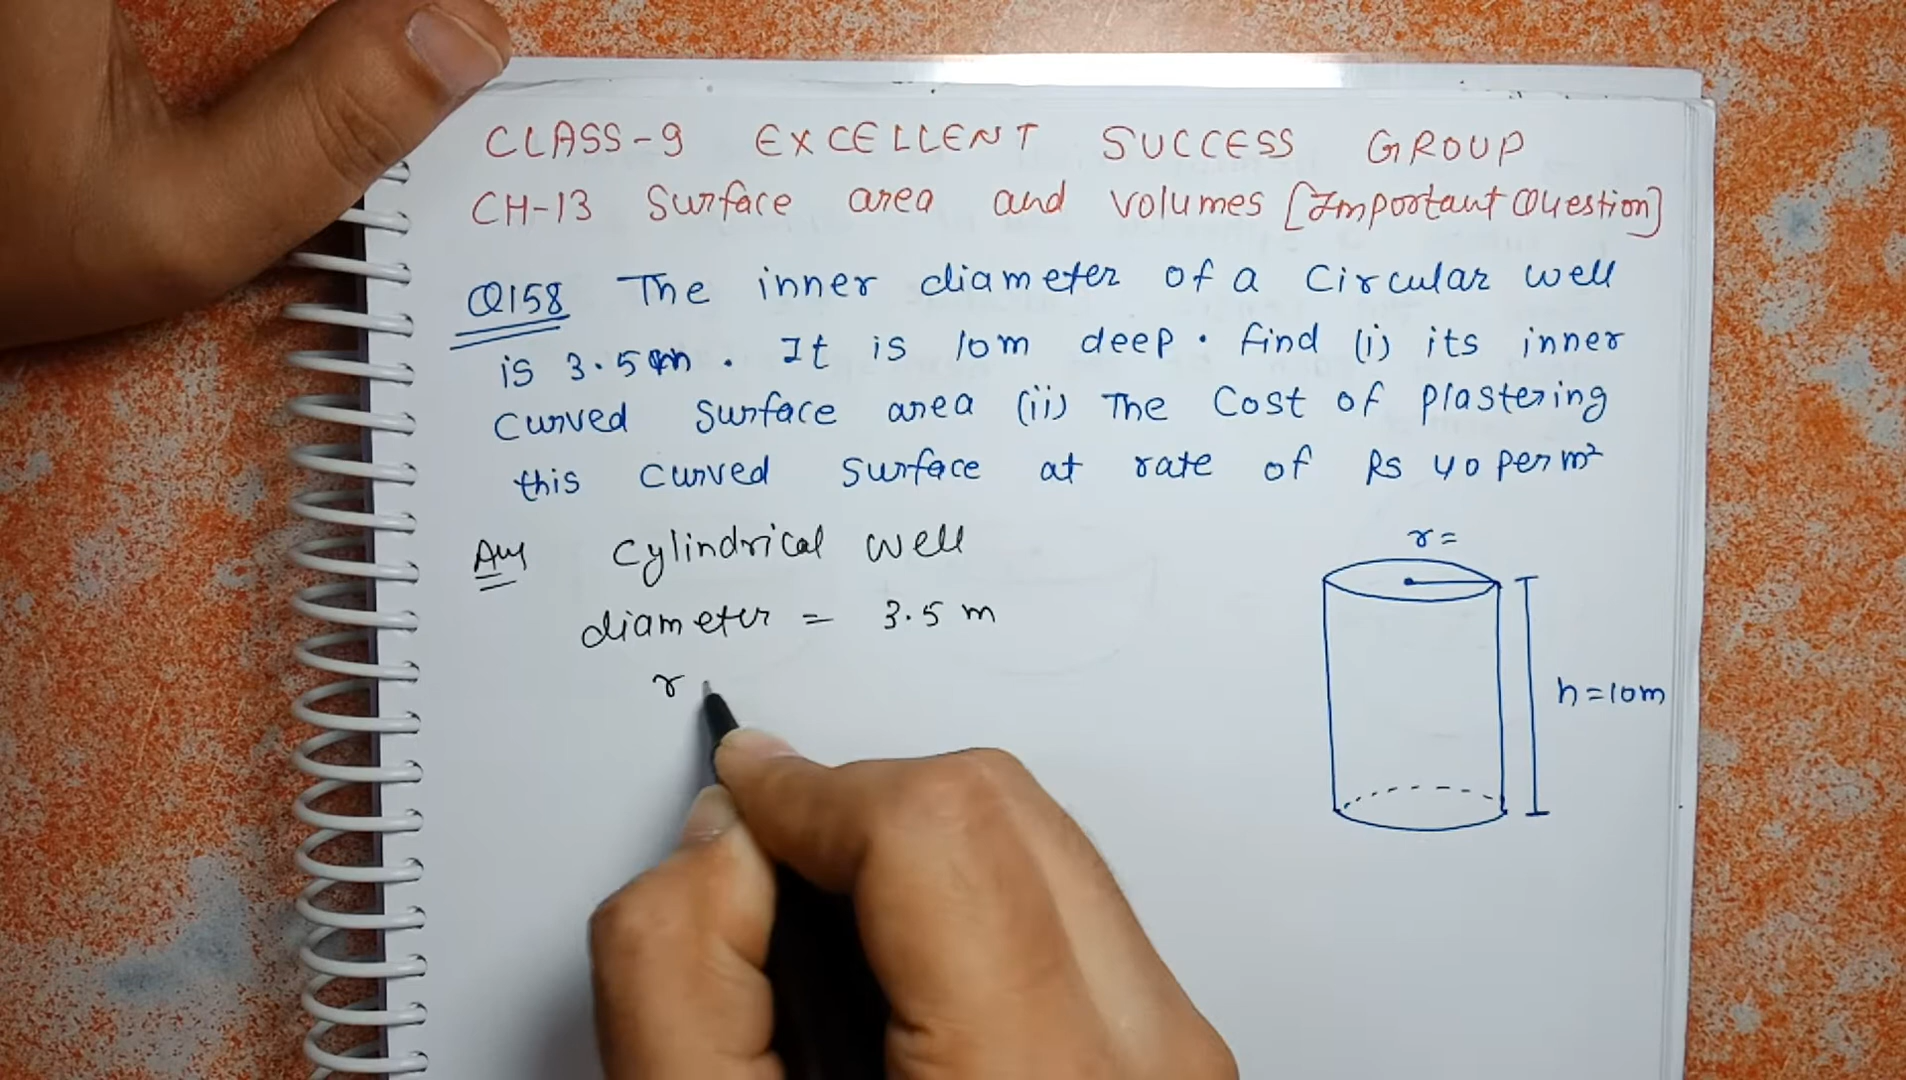 CLASS-9 EXCELLENT SUCCESS GROUP
CH-13 Surface area and volumes [Important Question]
Q158 The inner diameter of a Circular well
is 3.5m. It is 10m deep. find (i) its inner
curved surface area (ii) The Cost of plastering
this curved surface at rate of Rs 40 per m²
Ans Cylindrical well
r=
diameter = 3.5 m
r
h=10m